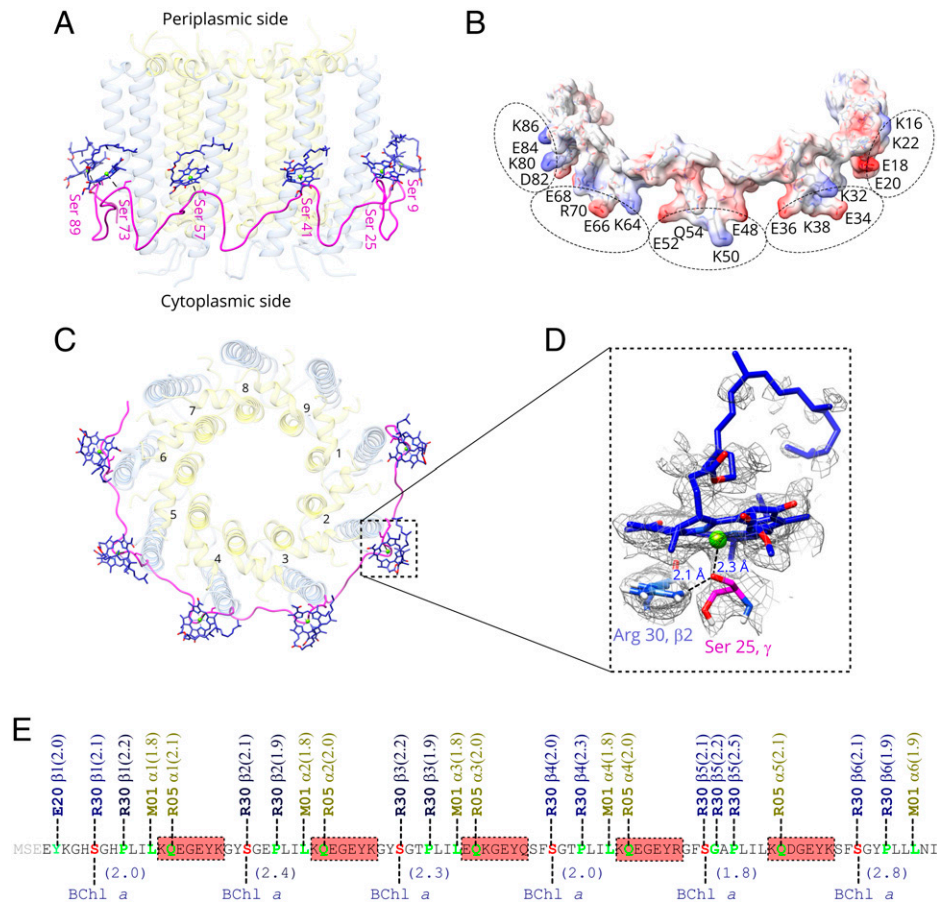 A
Periplasmic side
Ser 89
Ser 73
Ser 57
Ser 41
Ser 25
Ser 9
Cytoplasmic side
B
K86
E84
K80
D82
E68
R70
E66
K64
E52
Q54
E48
K50
E36
K38
E34
K32
K16
K22
E18
E20
C
8
7
9
6
1
5
2
4
3
D
2.1 Å
2.3 Å
Arg 30, β2
Ser 25, γ
E
E20 β1(2.0)
R30 β1(2.1)
R30 β1(2.2)
M01 α1(1.8)
R05 α1(2.1)
R30 β2(2.1)
R30 β2(1.9)
M01 α2(1.8)
R05 α2(2.0)
R30 β3(2.2)
R30 β3(1.9)
M01 α3(1.8)
R05 α3(2.0)
R30 β4(2.0)
R30 β4(2.3)
M01 α4(1.8)
R05 α4(2.0)
R30 β5(2.1)
R30 β5(2.2)
R30 β5(2.5)
R05 α5(2.1)
R30 β6(2.1)
R30 β6(1.9)
M01 α6(1.9)
MSEEYKGHSGHPLILKQEGEYKGYSGEPLILKQEGEYKGYSGTPLILEQKGEYQSFSGTPLILKQEGEYRGFSGAPLILKQDGEYKSFSGYPLLLNI
(2.0) (2.4) (2.3) (2.0) (1.8) (2.8)
BChl a BChl a BChl a BChl a BChl a BChl a